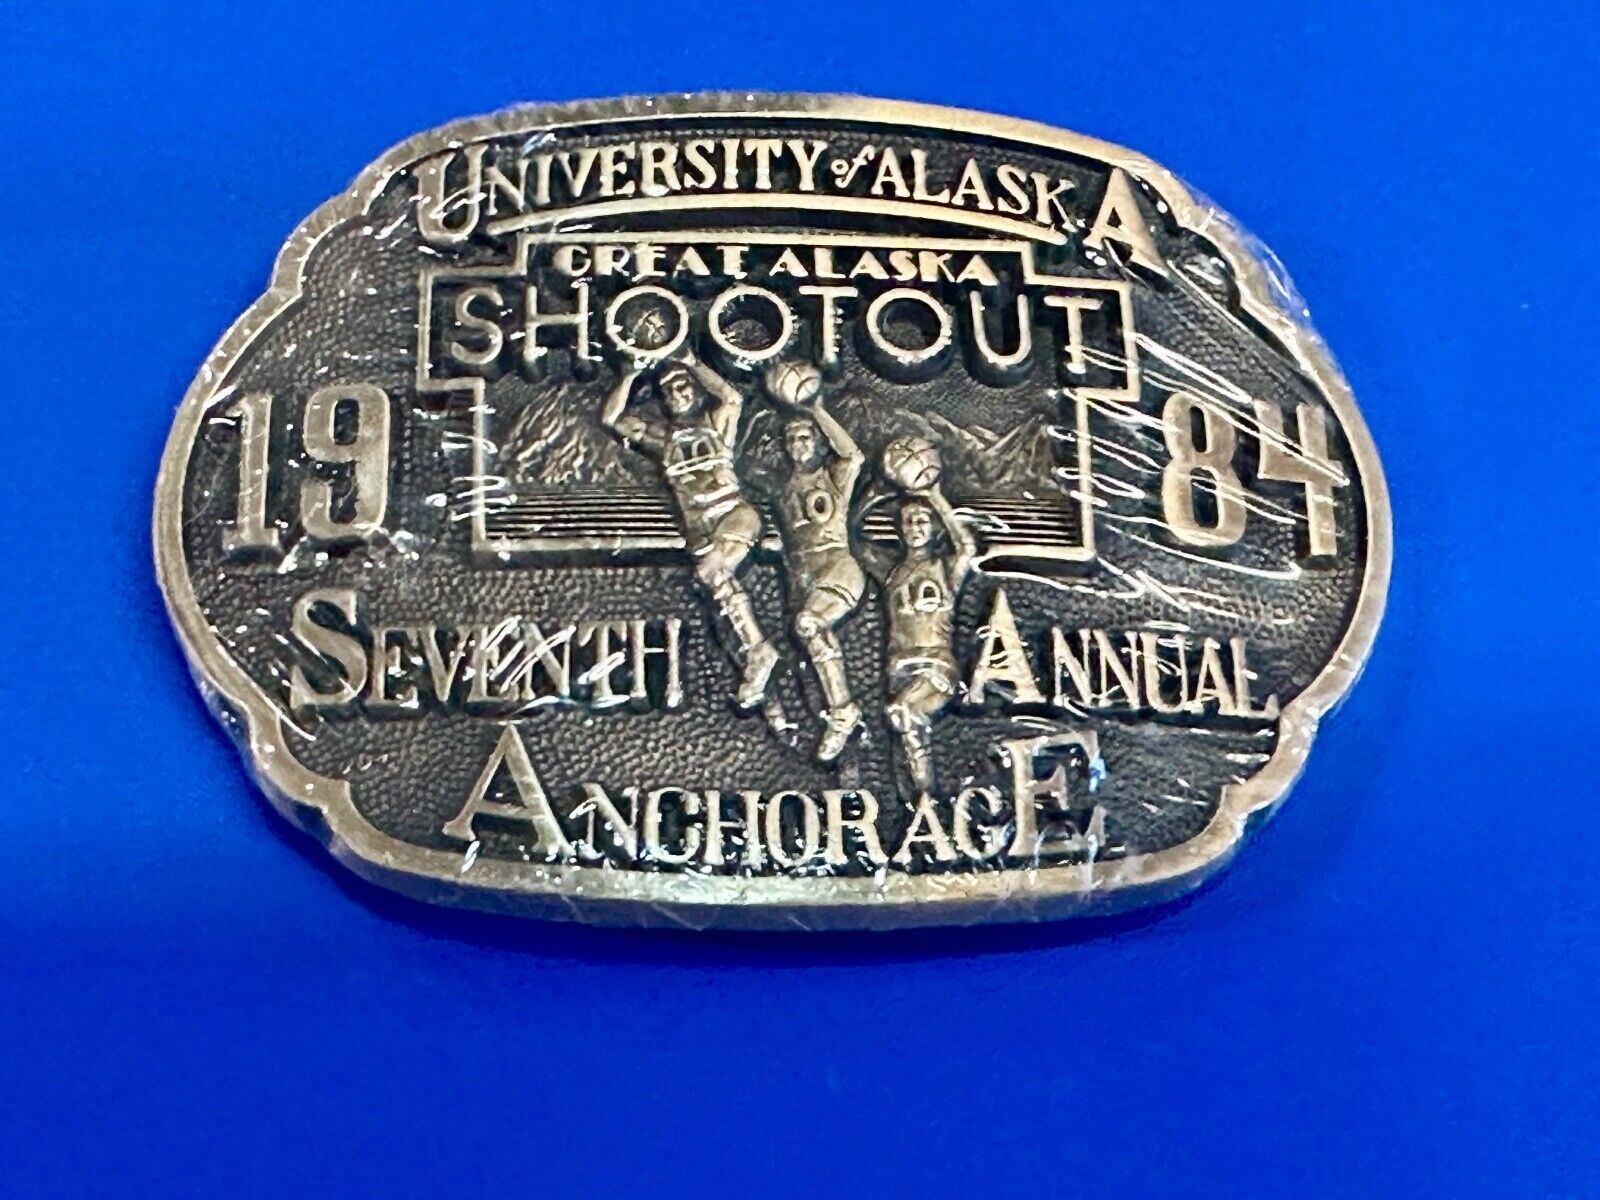 UNIVERSITY of ALASKA
GREAT ALASKA
SHOOTOUT
19 84
SEVENTH ANNUAL
ANCHORAGE